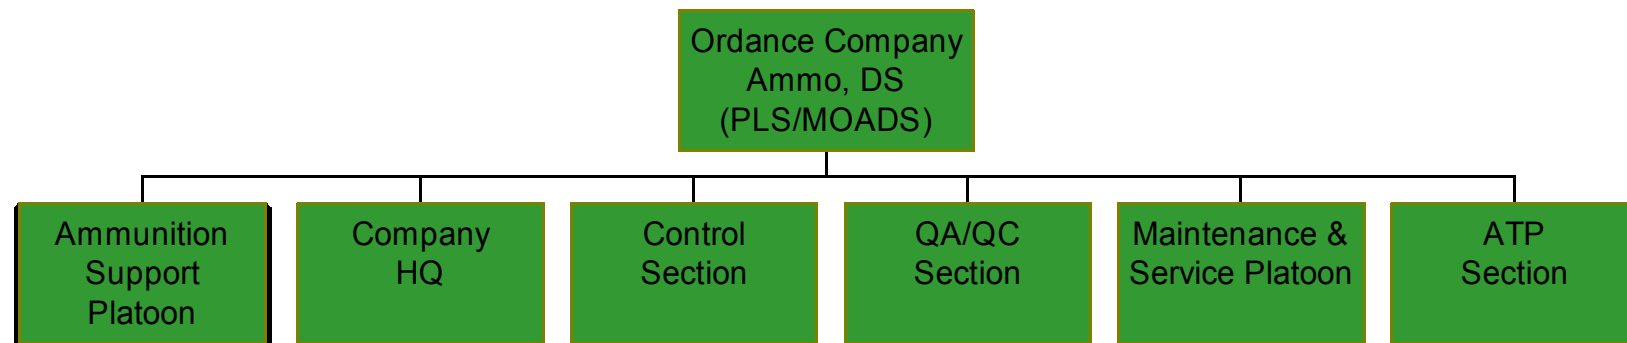 Ordance Company
Ammo, DS
(PLS/MOADS)
Ammunition
Support
Platoon
Company
HQ
Control
Section
QA/QC
Section
Maintenance &
Service Platoon
ATP
Section